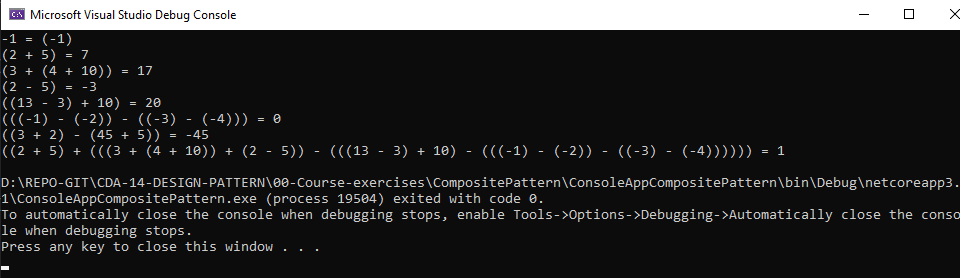 Microsoft Visual Studio Debug Console
-1 = (-1)
(2 + 5) = 7
(3 + (4 + 10)) = 17
(2 - 5) = -3
((13 - 3) + 10) = 20
(((-1) - (-2)) - ((-3) - (-4))) = 0
((3 + 2) - (45 + 5)) = -45
((2 + 5) + (((3 + (4 + 10)) + (2 - 5)) - (((13 - 3) + 10) - (((-1) - (-2)) - ((-3) - (-4)))))) = 1
D:\REPO-GIT\CDA-14-DESIGN-PATTERN\00-Course-exercises\CompositePattern\ConsoleAppCompositePattern\bin\Debug\netcoreapp3.
1\ConsoleAppCompositePattern.exe (process 19504) exited with code 0.
To automatically close the console when debugging stops, enable Tools->Options->Debugging->Automatically close the conso
le when debugging stops.
Press any key to close this window . . .